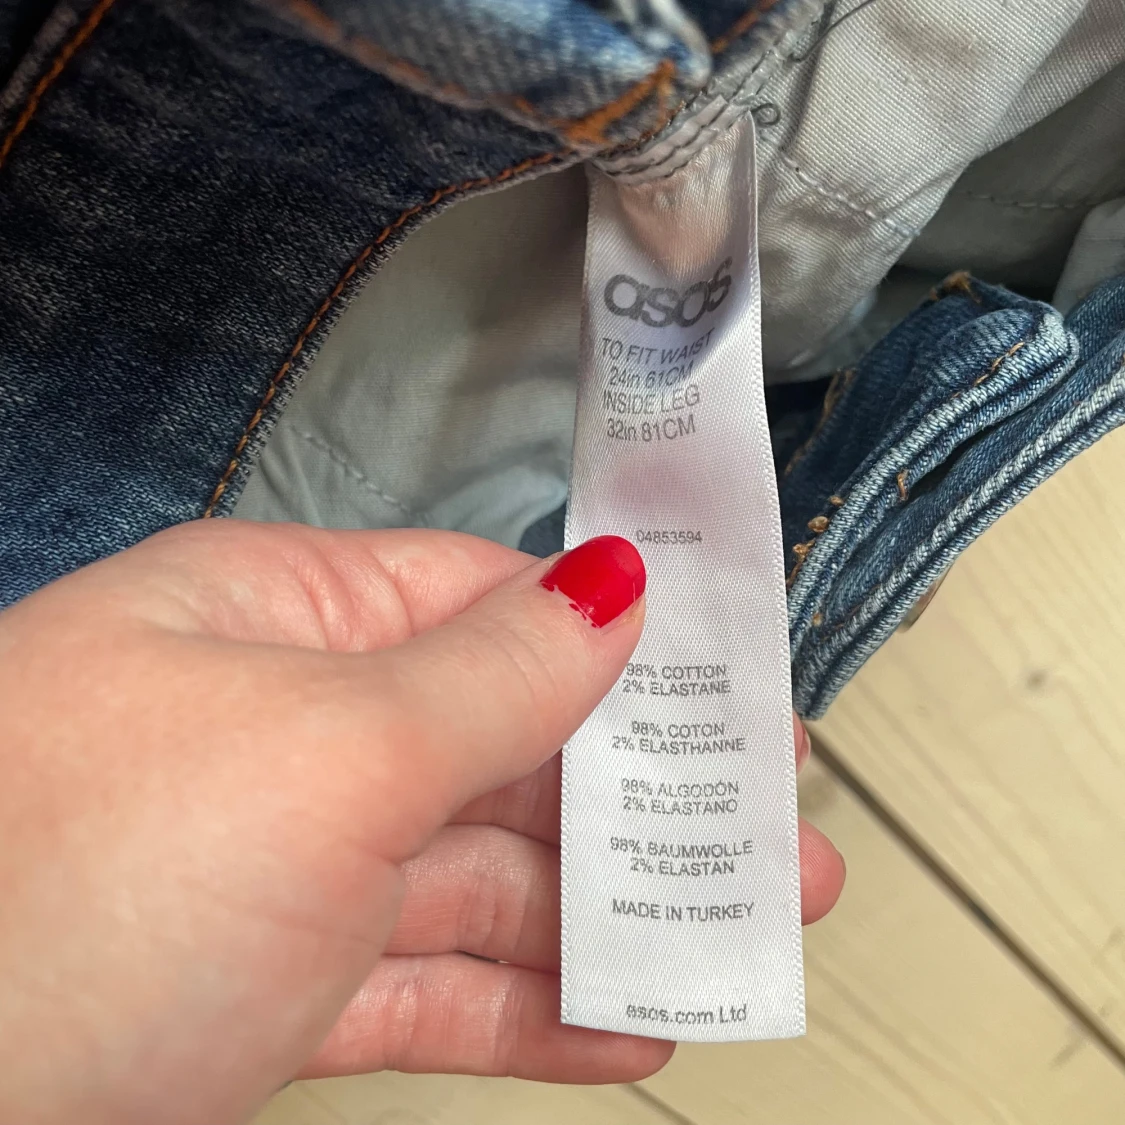 asos
TO FIT WAIST
24in 61CM
INSIDE LEG
32in 81CM
04853594
98% COTTON
2% ELASTANE
98% COTON
2% ELASTHANNE
98% ALGODÓN
2% ELASTANO
98% BAUMWOLLE
2% ELASTAN
MADE IN TURKEY
asos.com Ltd